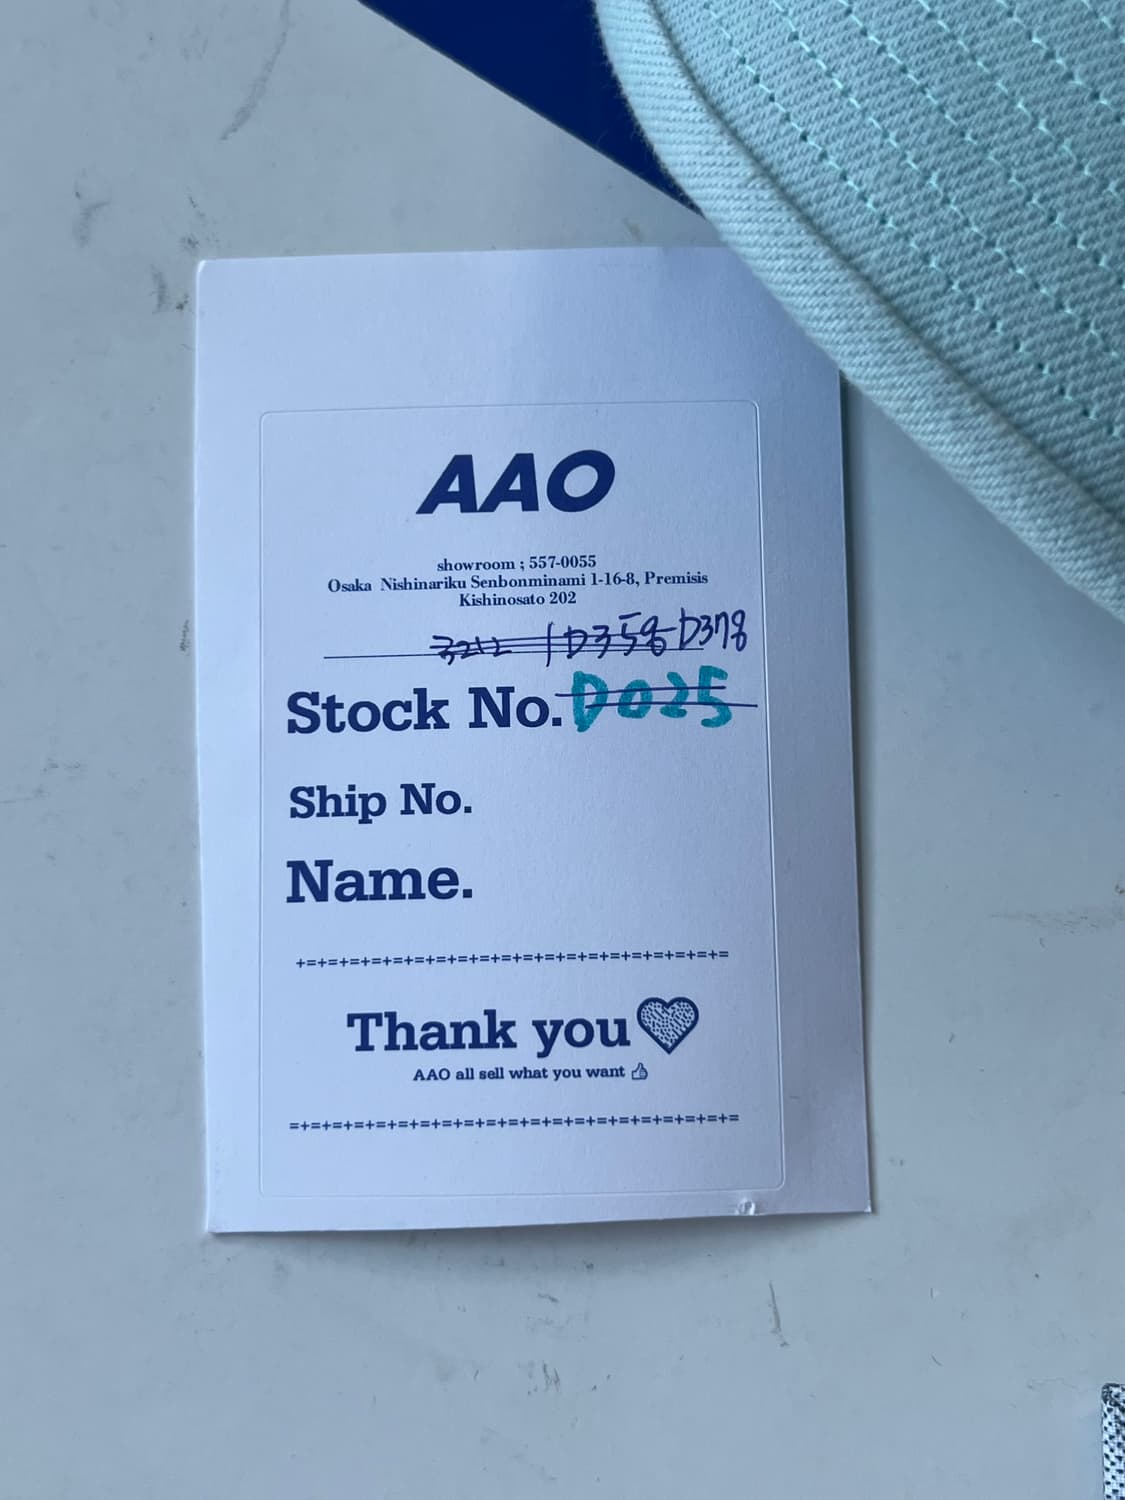 AAO
showroom ; 557-0055
Osaka Nishinariku Senbonminami 1-16-8, Premisis
Kishinosato 202
D358 D378
Stock No. D025
Ship No.
Name.
+=+=+=+=+=+=+=+=+=+=+=+=+=+=+=+=+=+=+=+=
Thank you
AAO all sell what you want 👍
=+=+=+=+=+=+=+=+=+=+=+=+=+=+=+=+=+=+=+=+=